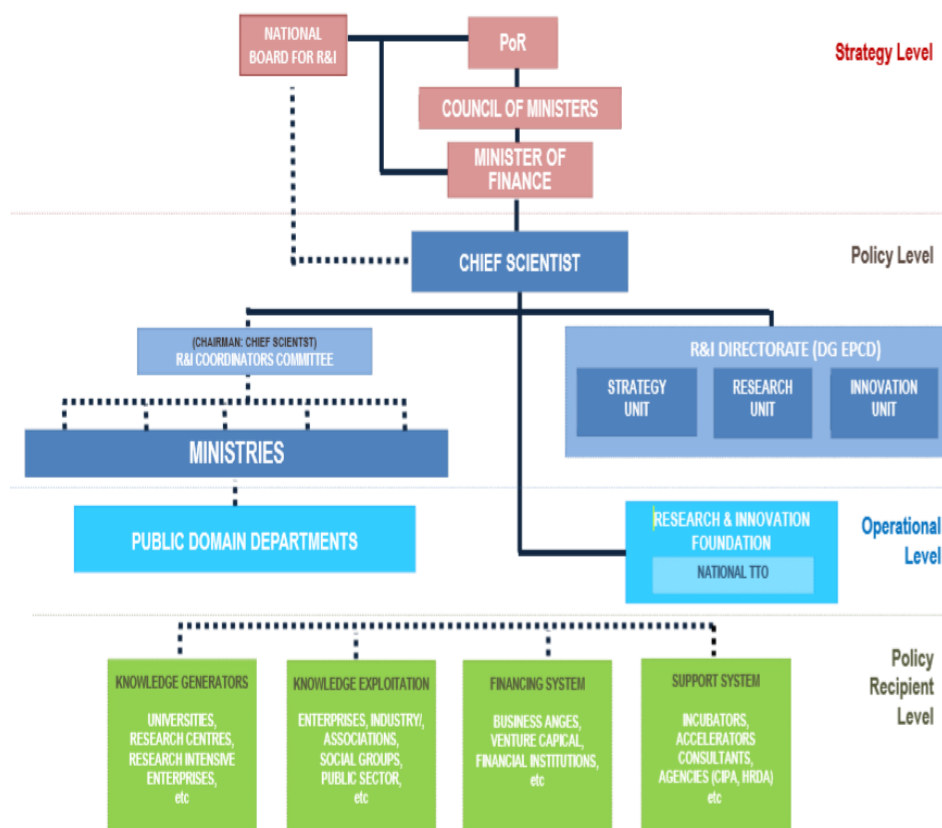 NATIONAL
BOARD FOR R&I
PoR
Strategy Level
COUNCIL OF MINISTERS
MINISTER OF
FINANCE
CHIEF SCIENTIST
Policy Level
(CHAIRMAN: CHIEF SCIENTST)
R&I COORDINATORS COMMITTEE
R&I DIRECTORATE (DG EPCD)
STRATEGY
UNIT
RESEARCH
UNIT
INNOVATION
UNIT
MINISTRIES
PUBLIC DOMAIN DEPARTMENTS
RESEARCH & INNOVATION
FOUNDATION
NATIONAL TTO
Operational
Level
KNOWLEDGE GENERATORS
UNIVERSITIES,
RESEARCH CENTRES,
RESEARCH INTENSIVE
ENTERPRISES,
etc
KNOWLEDGE EXPLOITATION
ENTERPRISES, INDUSTRY/,
ASSOCIATIONS,
SOCIAL GROUPS,
PUBLIC SECTOR,
etc
FINANCING SYSTEM
BUSINESS ANGES,
VENTURE CAPICAL,
FINANCIAL INSTITUTIONS,
etc
SUPPORT SYSTEM
INCUBATORS,
ACCELERATORS
CONSULTANTS,
AGENCIES (CIPA, HRDA)
etc
Policy
Recipient
Level